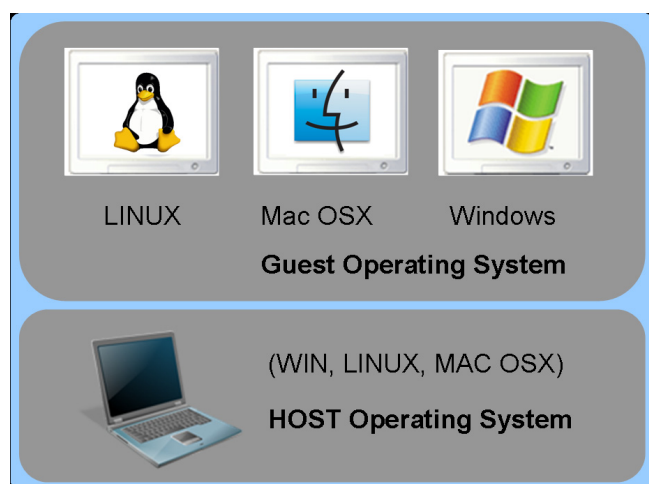 LINUX Mac OSX Windows
Guest Operating System
(WIN, LINUX, MAC OSX)
HOST Operating System